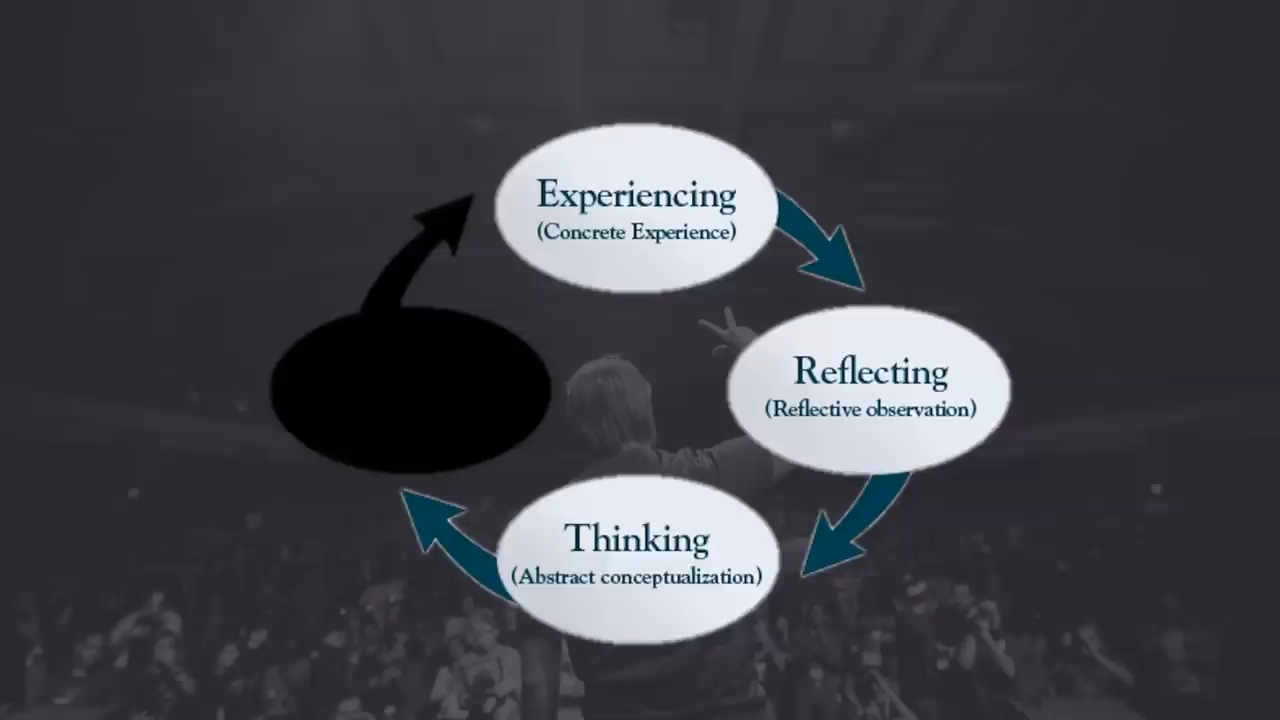 Experiencing
(Concrete Experience)
Reflecting
(Reflective observation)
Thinking
(Abstract conceptualization)